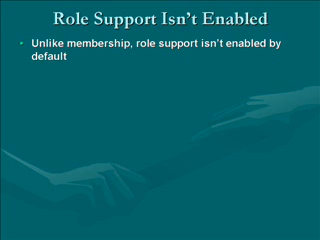 Role Support Isn't Enabled
• Unlike membership, role support isn't enabled by
default